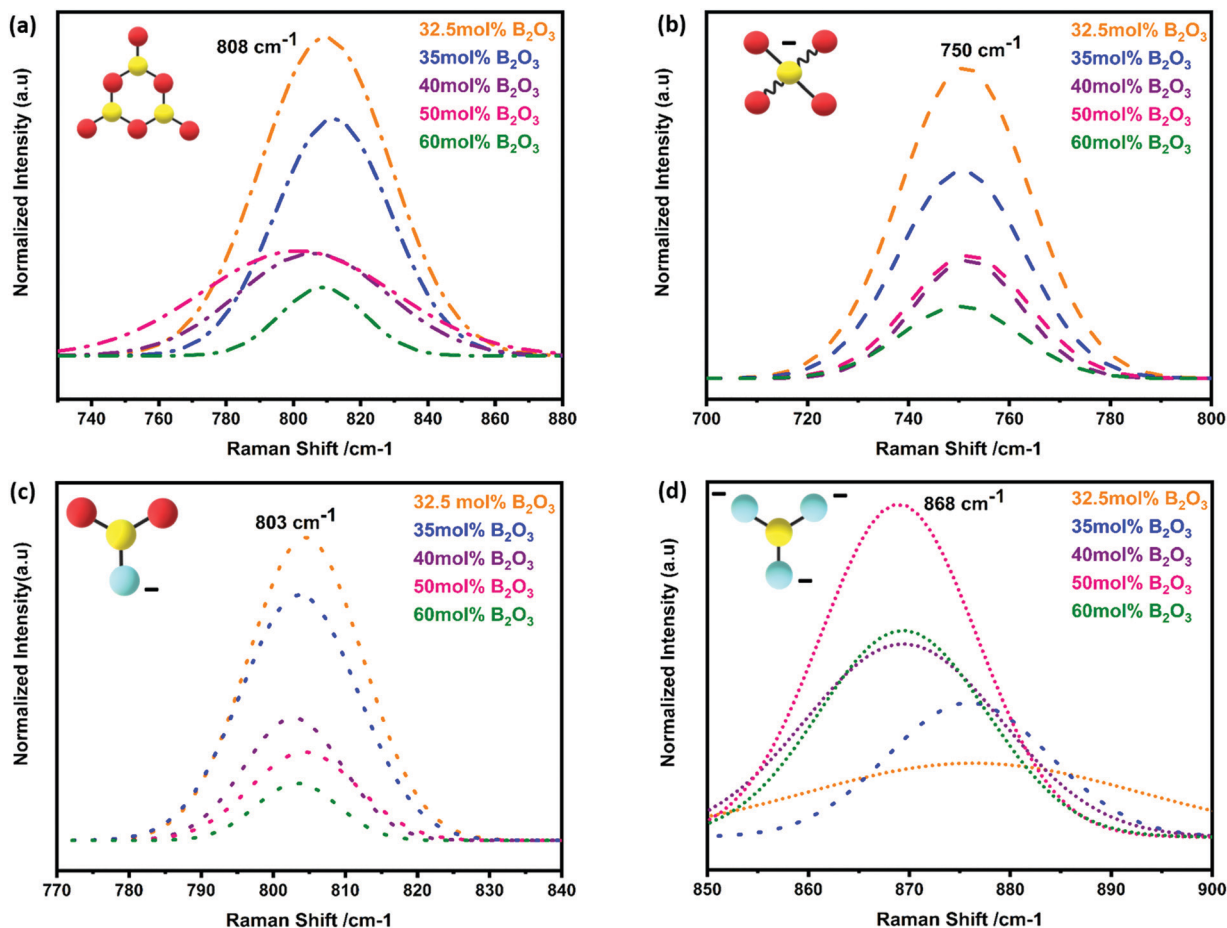 (a)
808 cm⁻¹
32.5mol% B₂O₃
35mol% B₂O₃
40mol% B₂O₃
50mol% B₂O₃
60mol% B₂O₃
Normalized Intensity (a.u)
740 760 780 800 820 840 860 880
Raman Shift /cm-1
(b)
–
750 cm⁻¹
32.5mol% B₂O₃
35mol% B₂O₃
40mol% B₂O₃
50mol% B₂O₃
60mol% B₂O₃
Normalized Intensity (a.u)
700 720 740 760 780 800
Raman Shift /cm-1
(c)
–
803 cm⁻¹
32.5 mol% B₂O₃
35mol% B₂O₃
40mol% B₂O₃
50mol% B₂O₃
60mol% B₂O₃
Normalized Intensity(a.u)
770 780 790 800 810 820 830 840
Raman Shift /cm-1
(d)
– –
–
868 cm⁻¹
32.5mol% B₂O₃
35mol% B₂O₃
40mol% B₂O₃
50mol% B₂O₃
60mol% B₂O₃
Normalized Intensity (a.u)
850 860 870 880 890 900
Raman Shift /cm-1